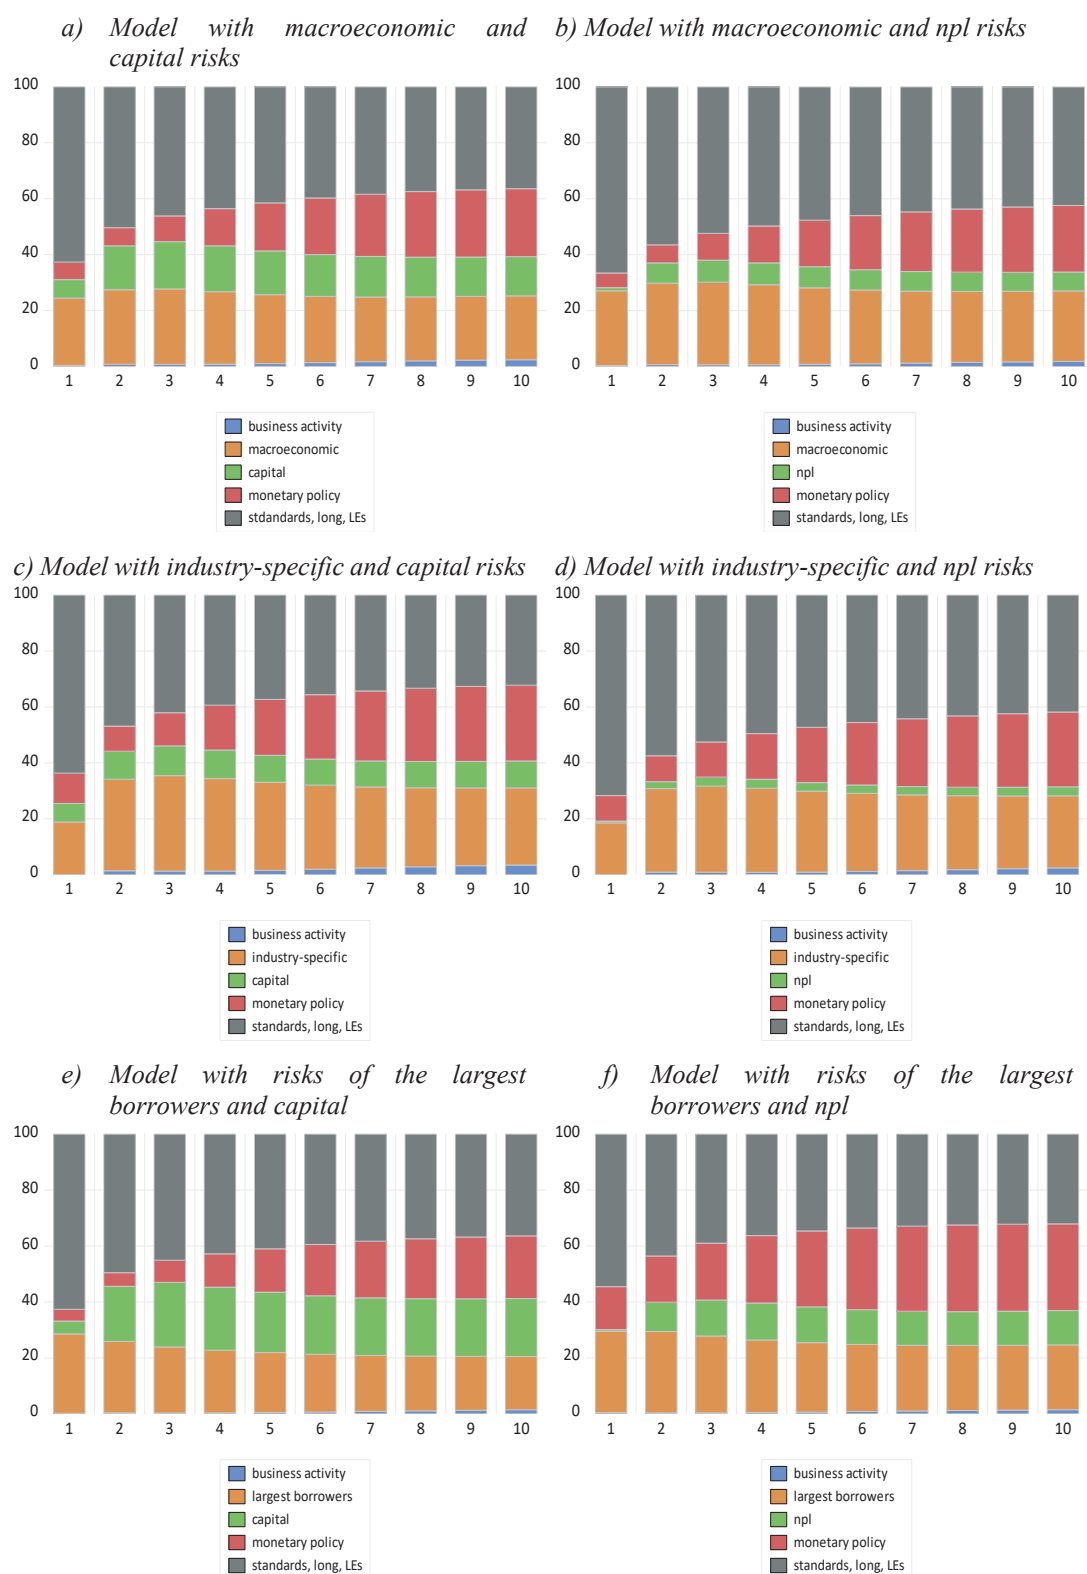 a) Model with macroeconomic and
capital risks
100
80
60
40
20
0
1 2 3 4 5 6 7 8 9 10
business activity
macroeconomic
capital
monetary policy
stdandards, long, LEs
b) Model with macroeconomic and npl risks
100
80
60
40
20
0
1 2 3 4 5 6 7 8 9 10
business activity
macroeconomic
npl
monetary policy
standards, long, LEs
c) Model with industry-specific and capital risks
100
80
60
40
20
0
1 2 3 4 5 6 7 8 9 10
business activity
industry-specific
capital
monetary policy
standards, long, LEs
d) Model with industry-specific and npl risks
100
80
60
40
20
0
1 2 3 4 5 6 7 8 9 10
business activity
industry-specific
npl
monetary policy
standards, long, LEs
e) Model with risks of the largest
borrowers and capital
100
80
60
40
20
0
1 2 3 4 5 6 7 8 9 10
business activity
largest borrowers
capital
monetary policy
standards, long, LEs
f) Model with risks of the largest
borrowers and npl
100
80
60
40
20
0
1 2 3 4 5 6 7 8 9 10
business activity
largest borrowers
npl
monetary policy
standards, long, LEs